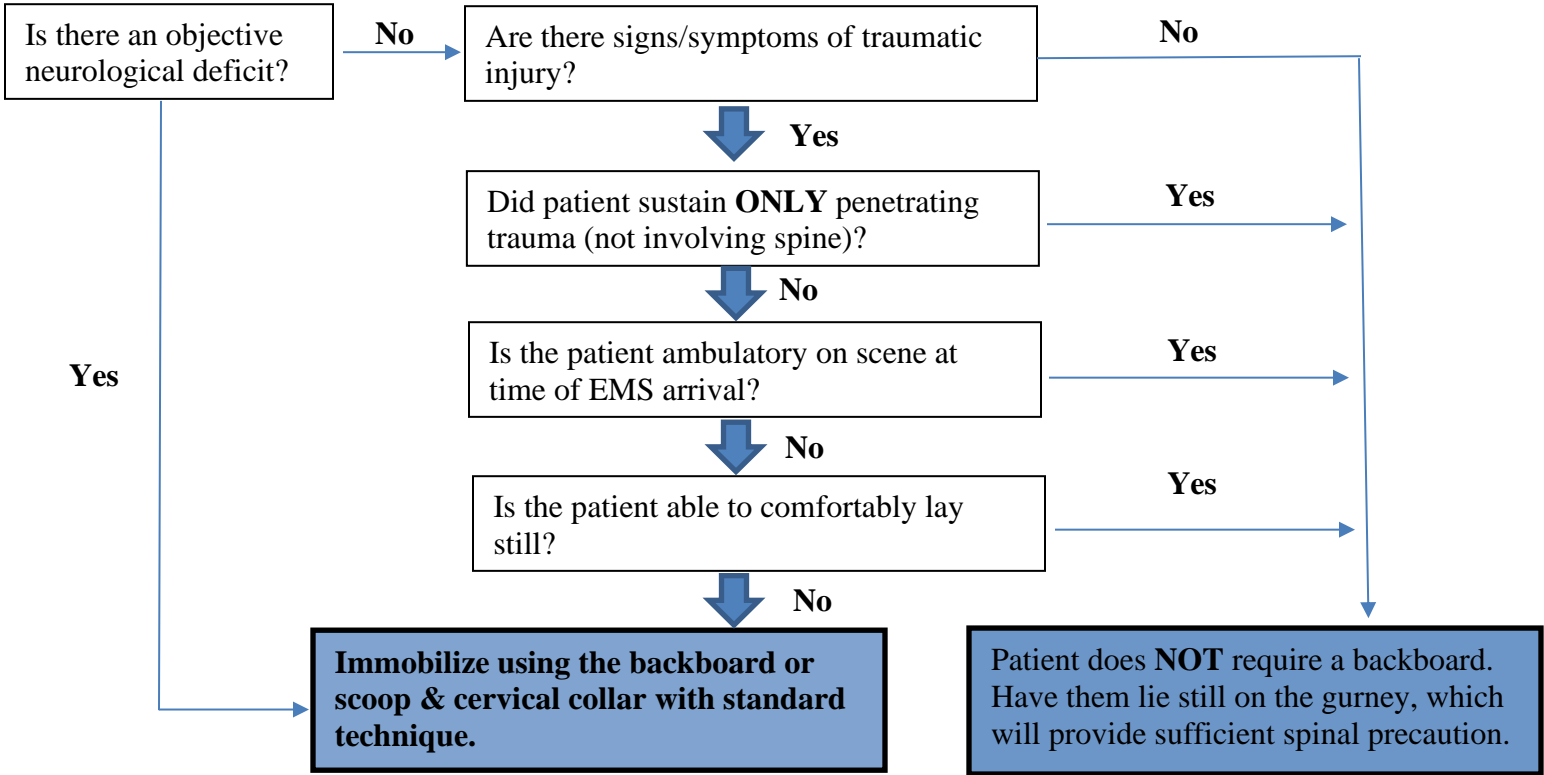 Is there an objective
neurological deficit?
No
Are there signs/symptoms of traumatic
injury?
No
Yes
Did patient sustain ONLY penetrating
trauma (not involving spine)?
Yes
No
Is the patient ambulatory on scene at
time of EMS arrival?
Yes
Yes
No
Is the patient able to comfortably lay
still?
Yes
No
Immobilize using the backboard or
scoop & cervical collar with standard
technique.
Patient does NOT require a backboard.
Have them lie still on the gurney, which
will provide sufficient spinal precaution.